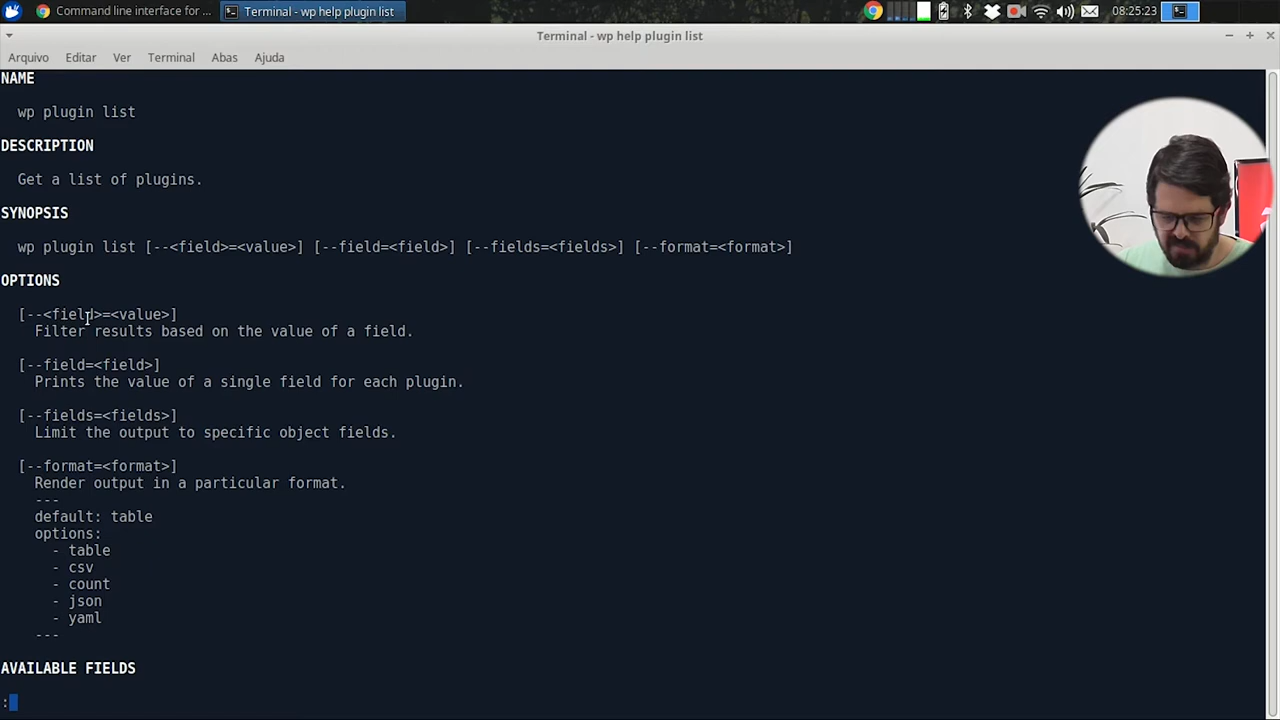 Command line interface for ...
Terminal - wp help plugin list
08:25:23
Terminal - wp help plugin list
Arquivo Editar Ver Terminal Abas Ajuda
NAME
wp plugin list
DESCRIPTION
Get a list of plugins.
SYNOPSIS
wp plugin list [--<field>=<value>] [--field=<field>] [--fields=<fields>] [--format=<format>]
OPTIONS
[--<field>=<value>]
Filter results based on the value of a field.
[--field=<field>]
Prints the value of a single field for each plugin.
[--fields=<fields>]
Limit the output to specific object fields.
[--format=<format>]
Render output in a particular format.
---
default: table
options:
- table
- csv
- count
- json
- yaml
---
AVAILABLE FIELDS
: